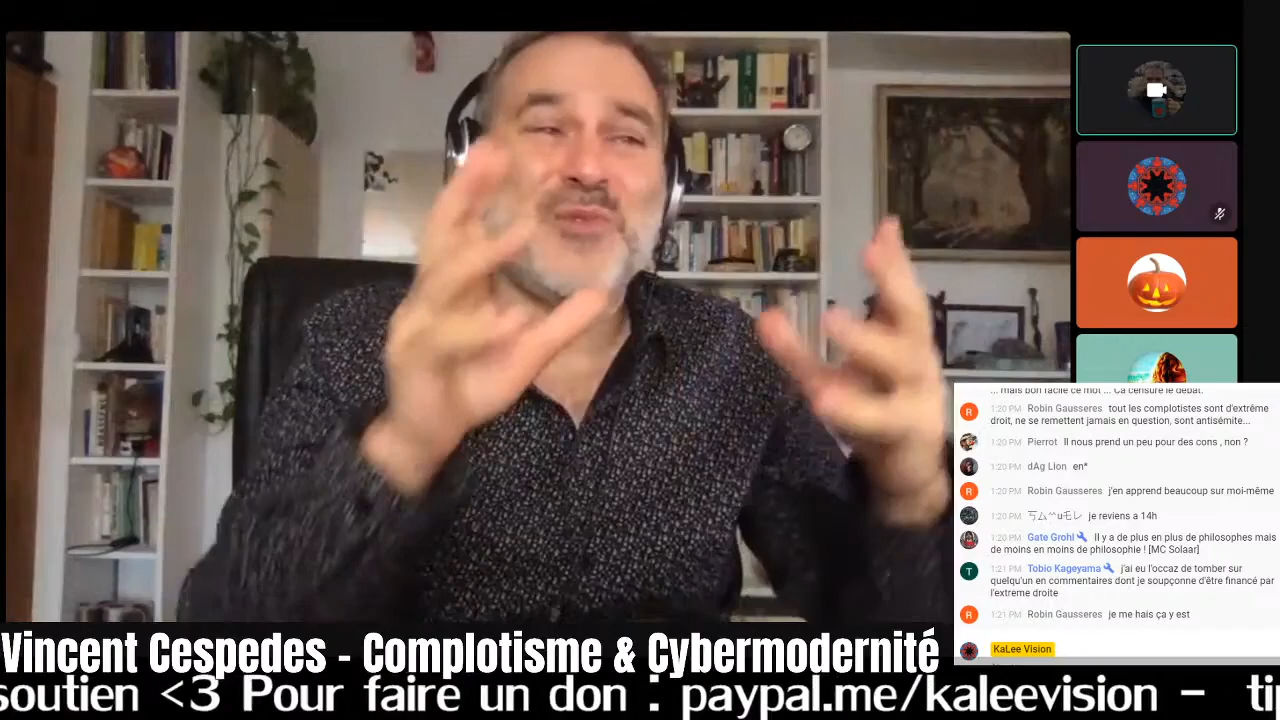 ... mais bon facile ce mot ... Ca censure le débat.
1:20 PM Robin Gausseres tout les complotistes sont d'extrême
droit, ne se remettent jamais en question, sont antisémite...
1:20 PM Pierrot Il nous prend un peu pour des cons , non ?
1:20 PM dAg Lion en*
1:20 PM Robin Gausseres j'en apprend beaucoup sur moi-même
1:20 PM je reviens a 14h
1:20 PM Gate Grohl Il y a de plus en plus de philosophes mais
de moins en moins de philosophie ! [MC Solaar]
1:21 PM Tobio Kageyama j'ai eu l'occaz de tomber sur
quelqu'un en commentaires dont je soupçonne d'être financé par
l'extreme droite
1:21 PM Robin Gausseres je me hais ça y est
KaLee Vision
Vincent Cespedes - Complotisme & Cybermodernité
soutien <3 Pour faire un don : paypal.me/kaleevision - tip